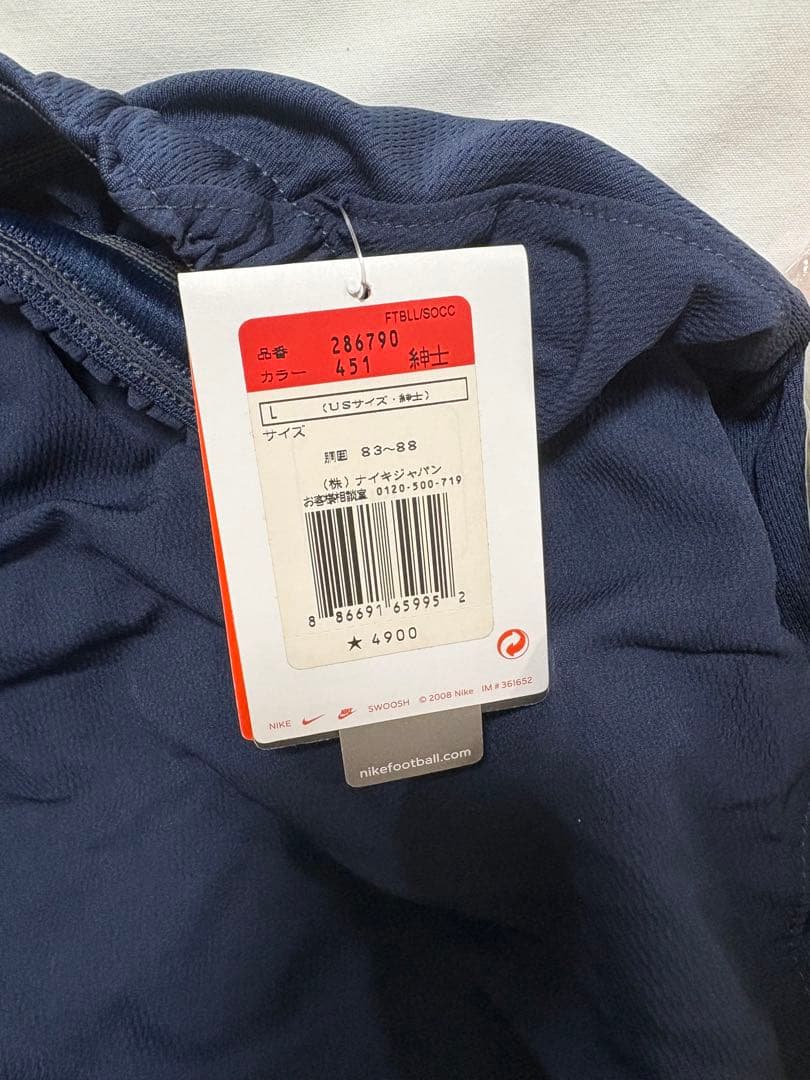 FTBLL/SOCC
品番 286790
カラー 451 紳士
L (USサイズ・紳士)
サイズ
胴囲 83〜88
(株)ナイキジャパン
お客様相談室 0120-500-719
8 86691 65995 2
★ 4900
NIKE SWOOSH © 2008 Nike IM # 361652
nikefootball.com